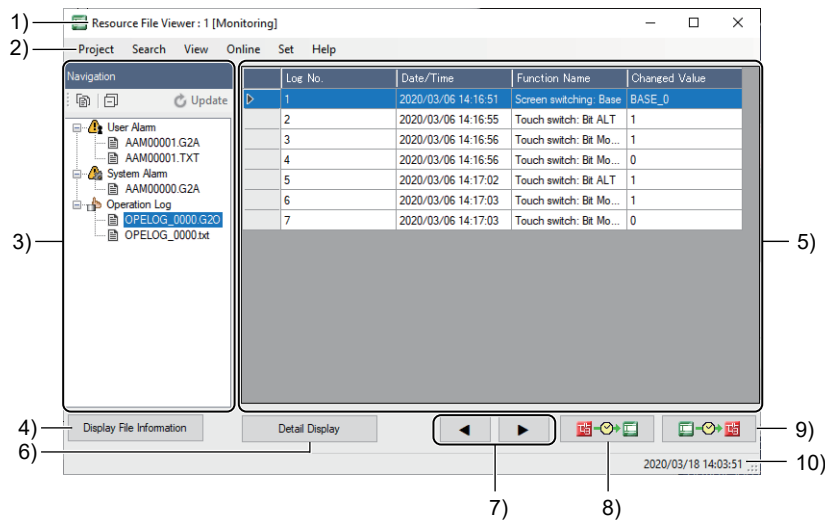 1)
Resource File Viewer : 1 [Monitoring]
2)
Project Search View Online Set Help
Navigation
Update
User Alarm
AAM00001.G2A
AAM00001.TXT
System Alarm
AAM00000.G2A
Operation Log
OPELOG_0000.G2O
OPELOG_0000.txt
3)
Log No. Date/Time Function Name Changed Value
1 2020/03/06 14:16:51 Screen switching: Base BASE_0
2 2020/03/06 14:16:55 Touch switch: Bit ALT 1
3 2020/03/06 14:16:56 Touch switch: Bit Mo... 1
4 2020/03/06 14:16:56 Touch switch: Bit Mo... 0
5 2020/03/06 14:17:02 Touch switch: Bit ALT 1
6 2020/03/06 14:17:03 Touch switch: Bit Mo... 1
7 2020/03/06 14:17:03 Touch switch: Bit Mo... 0
5)
4)
Display File Information
Detail Display
9)
6)
2020/03/18 14:03:51
10)
7)
8)